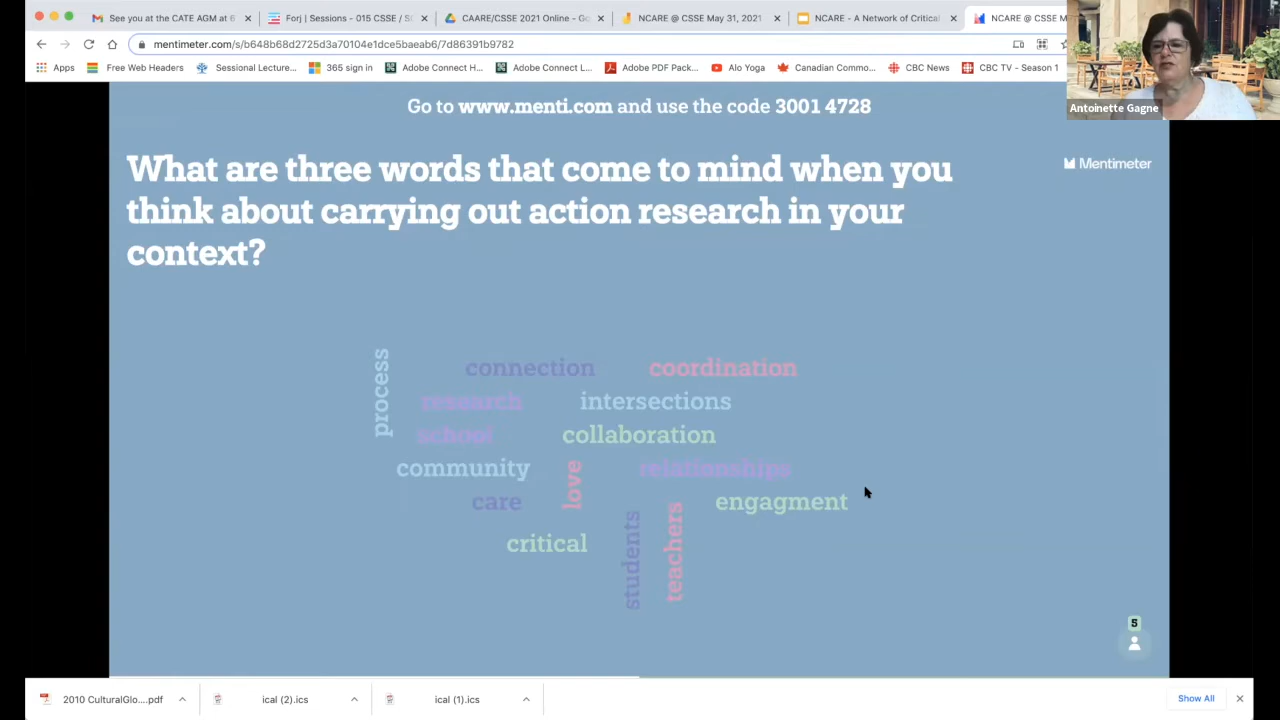 See you at the CATE AGM at 6
Forj | Sessions - 015 CSSE / S
CAARE/CSSE 2021 Online - Go
NCARE @ CSSE May 31, 2021
NCARE - A Network of Critical
NCARE @ CSSE M
mentimeter.com/s/b648b68d2725d3a70104e1dce5baeab6/7d86391b9782
Apps
Free Web Headers
Sessional Lecture...
365 sign in
Adobe Connect H...
Adobe Connect L...
Adobe PDF Pack...
Alo Yoga
Canadian Commo...
CBC News
CBC TV - Season 1
Antoinette Gagne
Go to www.menti.com and use the code 3001 4728
Mentimeter
What are three words that come to mind when you
think about carrying out action research in your
context?
process
connection
coordination
research
intersections
school
collaboration
community
love
relationships
care
engagment
critical
students
teachers
5
2010 CulturalGlo....pdf
ical (2).ics
ical (1).ics
Show All